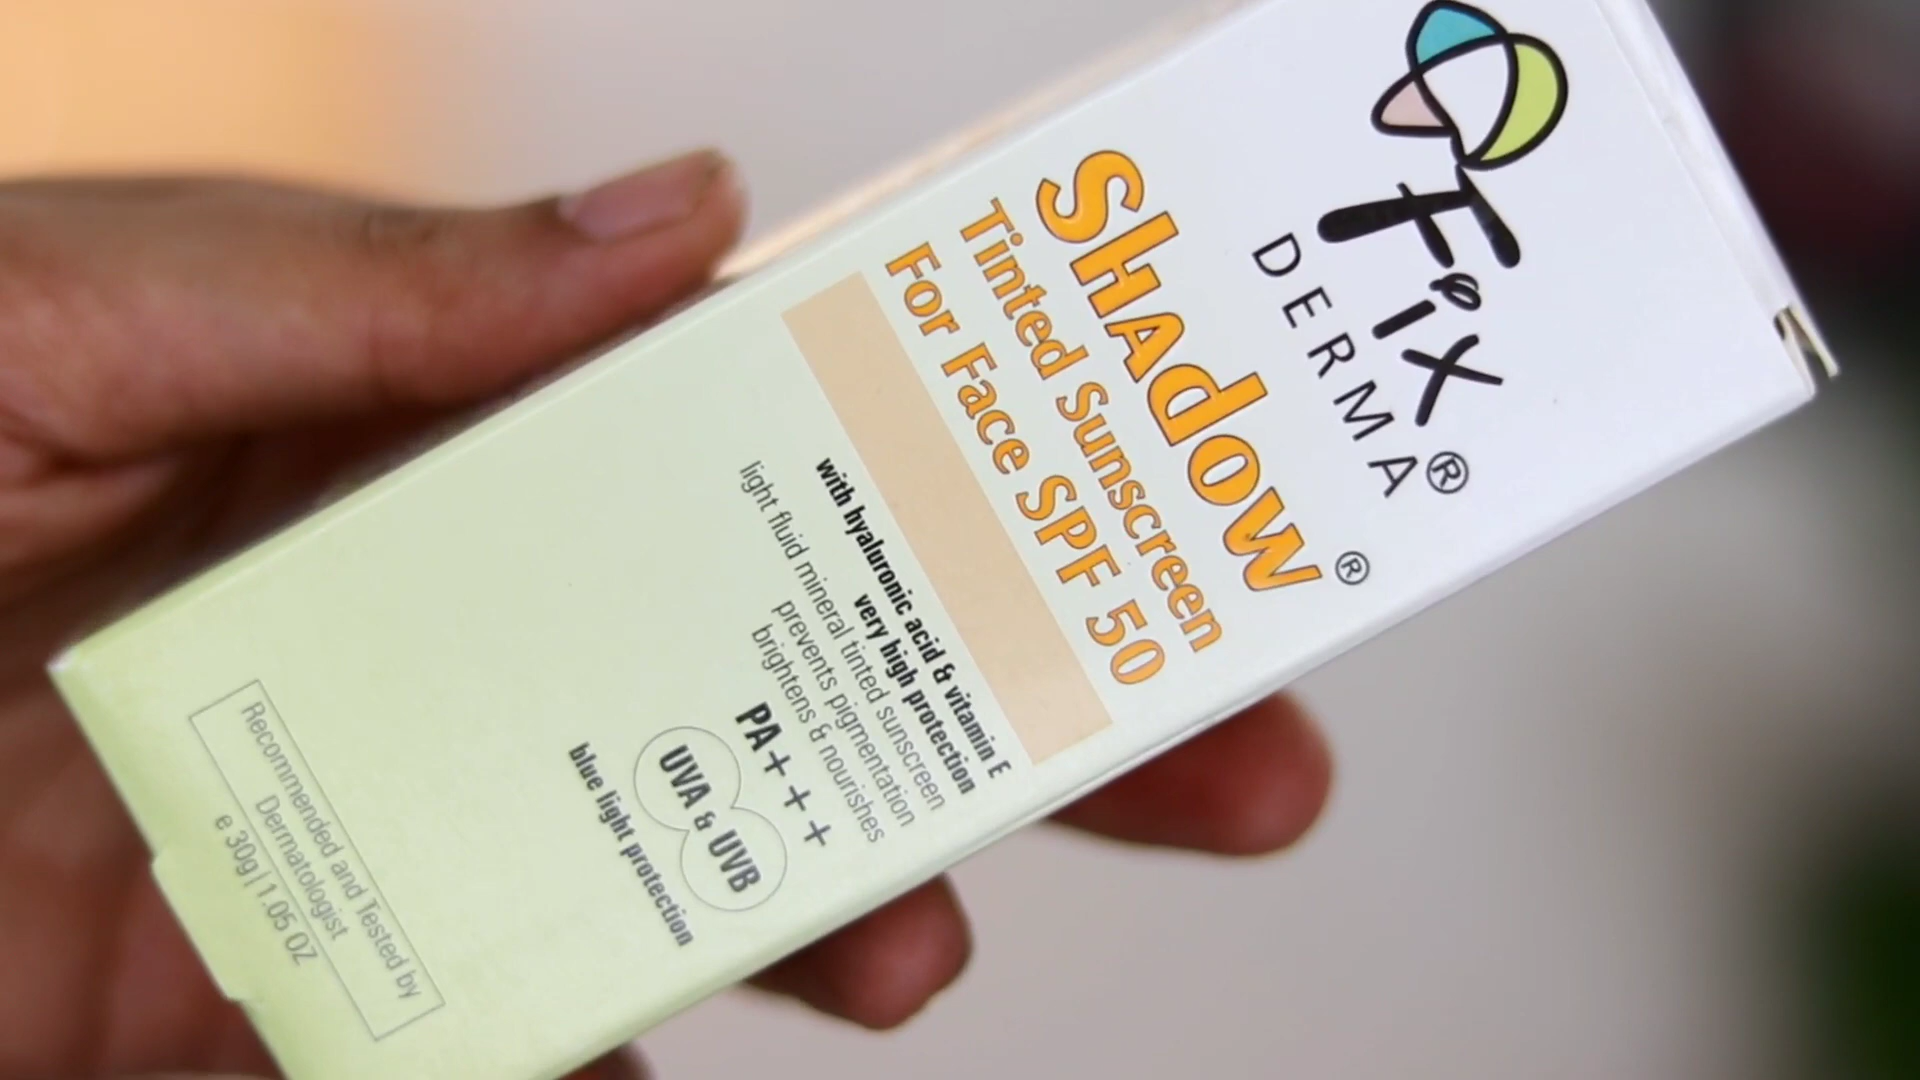 Fix
DERMA®
SHAdOW®
Tinted Sunscreen
For Face SPF 50
with hyaluronic acid & vitamin E
very high protection
light fluid mineral tinted sunscreen
prevents pigmentation
brightens & nourishes
PA+++
UVA & UVB
blue light protection
Recommended and Tested by
Dermatologist
e 30g | 1.05 OZ